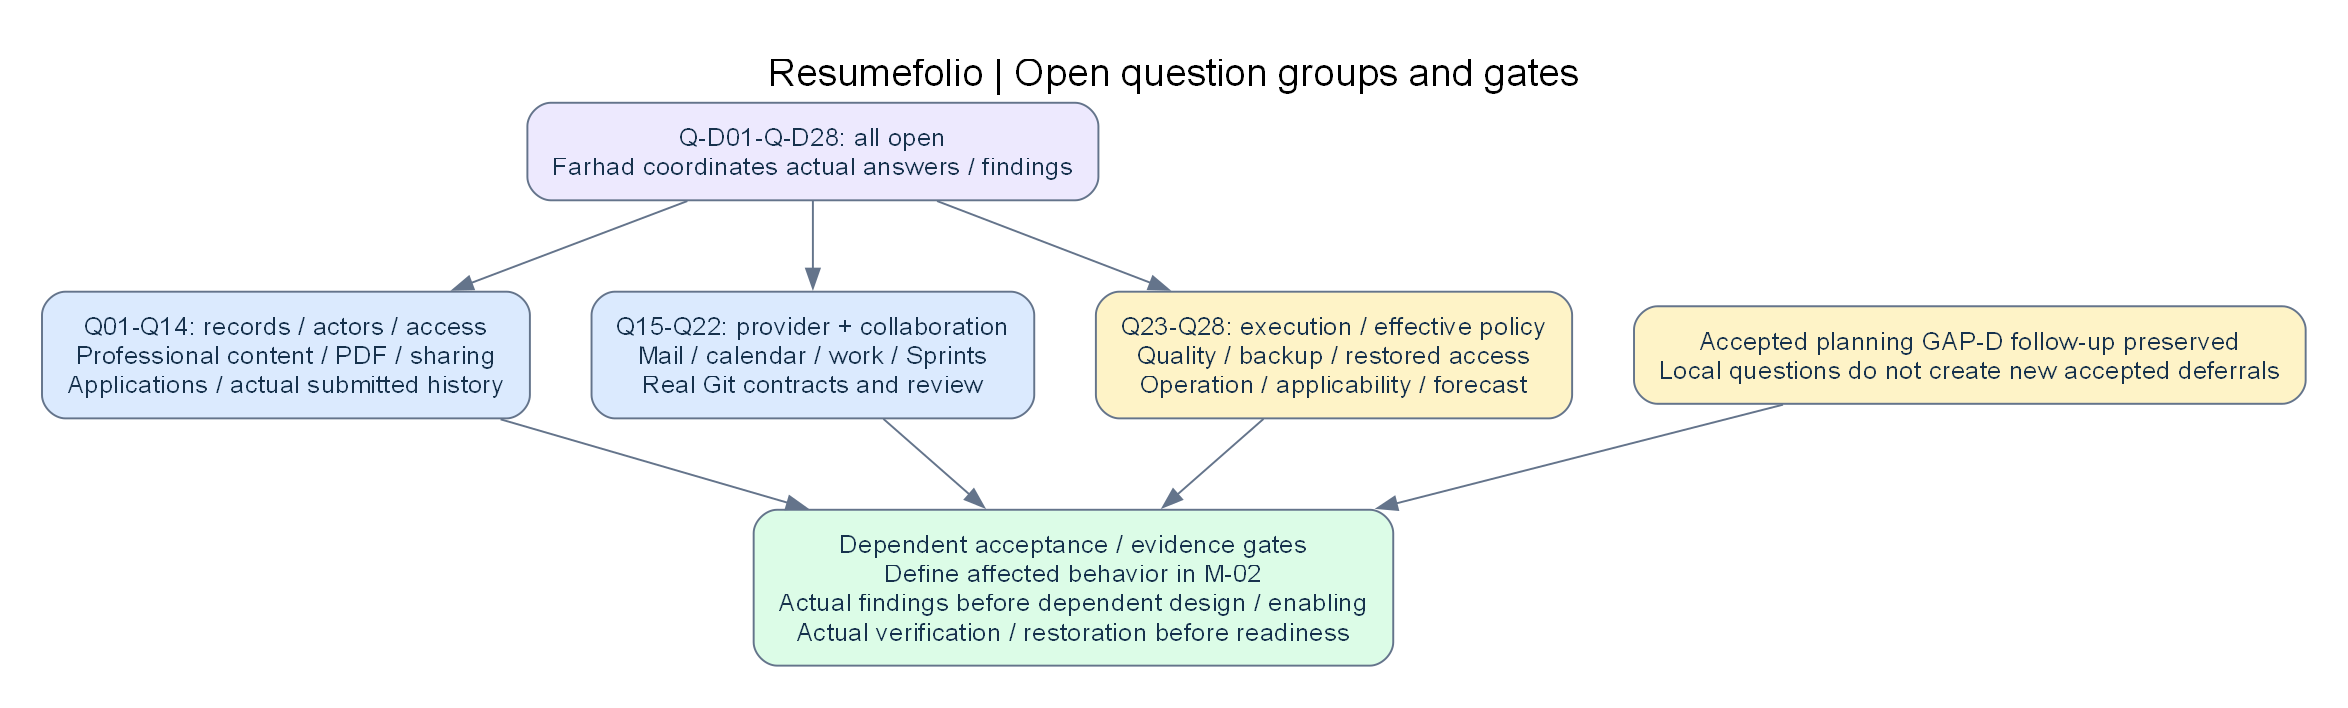 Resumefolio | Open question groups and gates
Q-D01-Q-D28: all open
Farhad coordinates actual answers / findings
Q01-Q14: records / actors / access
Professional content / PDF / sharing
Applications / actual submitted history
Q15-Q22: provider + collaboration
Mail / calendar / work / Sprints
Real Git contracts and review
Q23-Q28: execution / effective policy
Quality / backup / restored access
Operation / applicability / forecast
Accepted planning GAP-D follow-up preserved
Local questions do not create new accepted deferrals
Dependent acceptance / evidence gates
Define affected behavior in M-02
Actual findings before dependent design / enabling
Actual verification / restoration before readiness